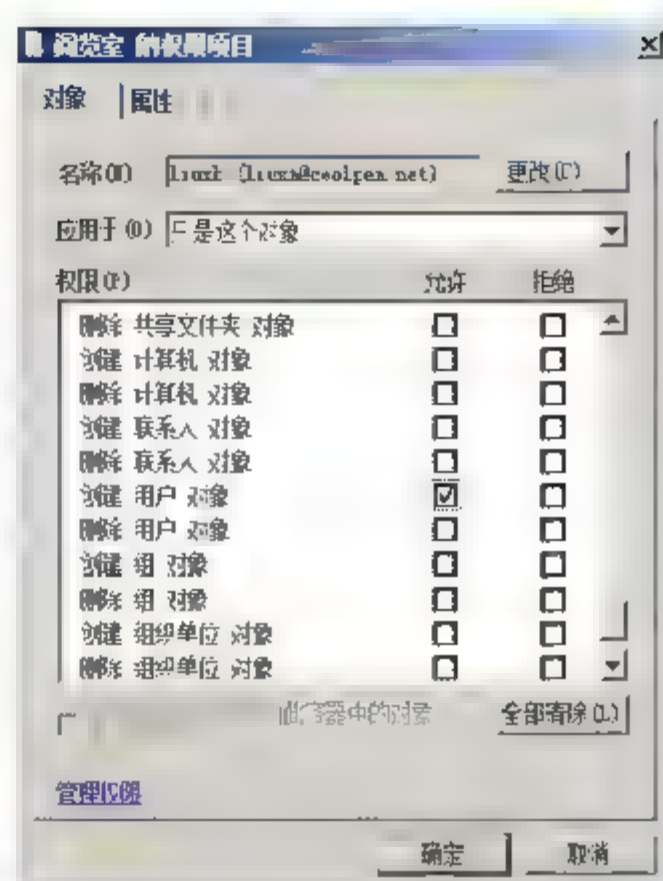 阅览室 的权限项目
对象 属性
名称(N) (liuxh@coolpen.net) 更改(C)
应用于(O) 只是这个对象
权限(P) 允许 拒绝
删除 共享文件夹 对象
创建 计算机 对象
删除 计算机 对象
创建 联系人 对象
删除 联系人 对象
创建 用户 对象
删除 用户 对象
创建 组 对象
删除 组 对象
创建 组织单位 对象
删除 组织单位 对象
容器中的对象 全部清除(L)
管理权限
确定 取消